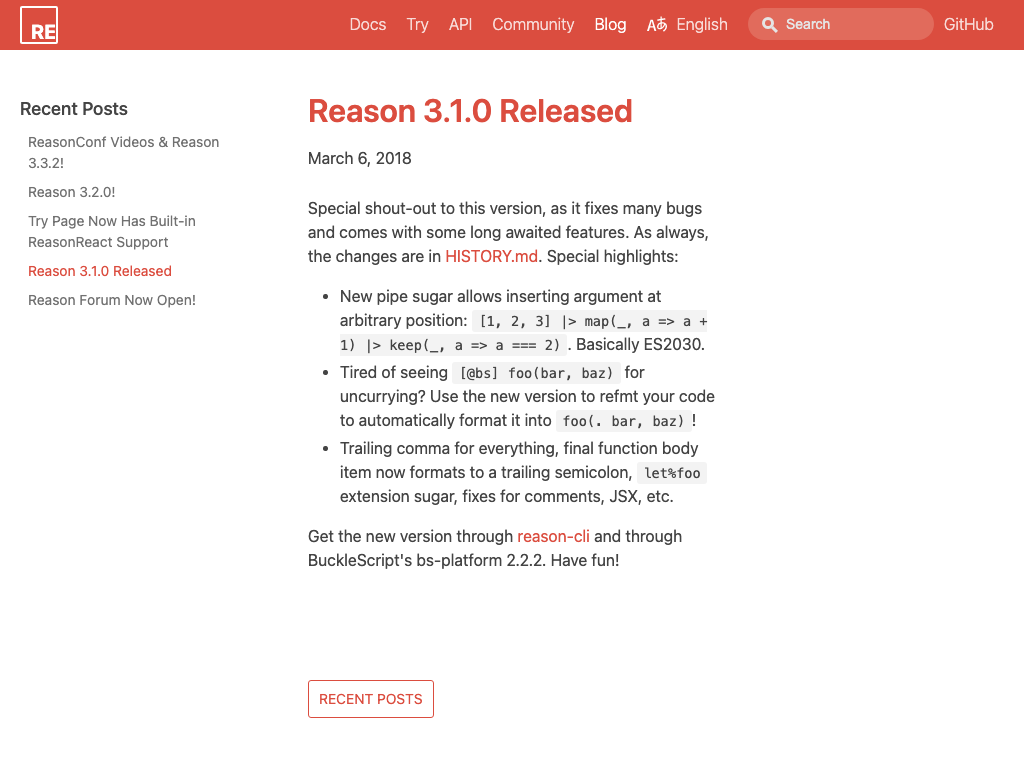 RE
Docs Try API Community Blog Aあ English Search GitHub
Recent Posts
ReasonConf Videos & Reason
3.3.2!
Reason 3.2.0!
Try Page Now Has Built-in
ReasonReact Support
Reason 3.1.0 Released
Reason Forum Now Open!
Reason 3.1.0 Released
March 6, 2018
Special shout-out to this version, as it fixes many bugs
and comes with some long awaited features. As always,
the changes are in HISTORY.md. Special highlights:
• New pipe sugar allows inserting argument at
arbitrary position: [1, 2, 3] |> map(_, a => a +
1) |> keep(_, a => a === 2) . Basically ES2030.
• Tired of seeing [@bs] foo(bar, baz) for
uncurrying? Use the new version to refmt your code
to automatically format it into foo(. bar, baz) !
• Trailing comma for everything, final function body
item now formats to a trailing semicolon, let%foo
extension sugar, fixes for comments, JSX, etc.
Get the new version through reason-cli and through
BuckleScript's bs-platform 2.2.2. Have fun!
RECENT POSTS